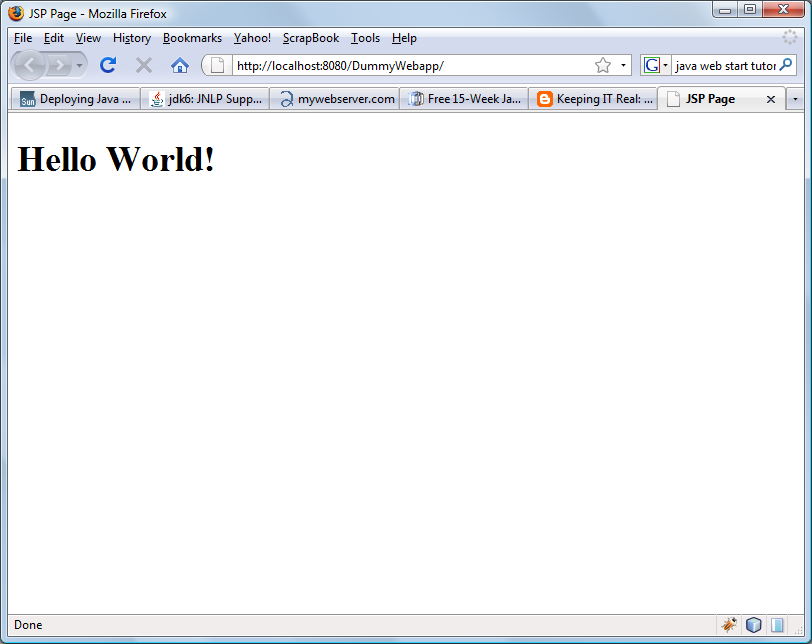 JSP Page - Mozilla Firefox
File Edit View History Bookmarks Yahoo! ScrapBook Tools Help
http://localhost:8080/DummyWebapp/ G java web start tutor
Sun Deploying Java ... jdk6: JNLP Supp... mywebserver.com Free 15-Week Ja... Keeping IT Real: ... JSP Page
Hello World!
Done